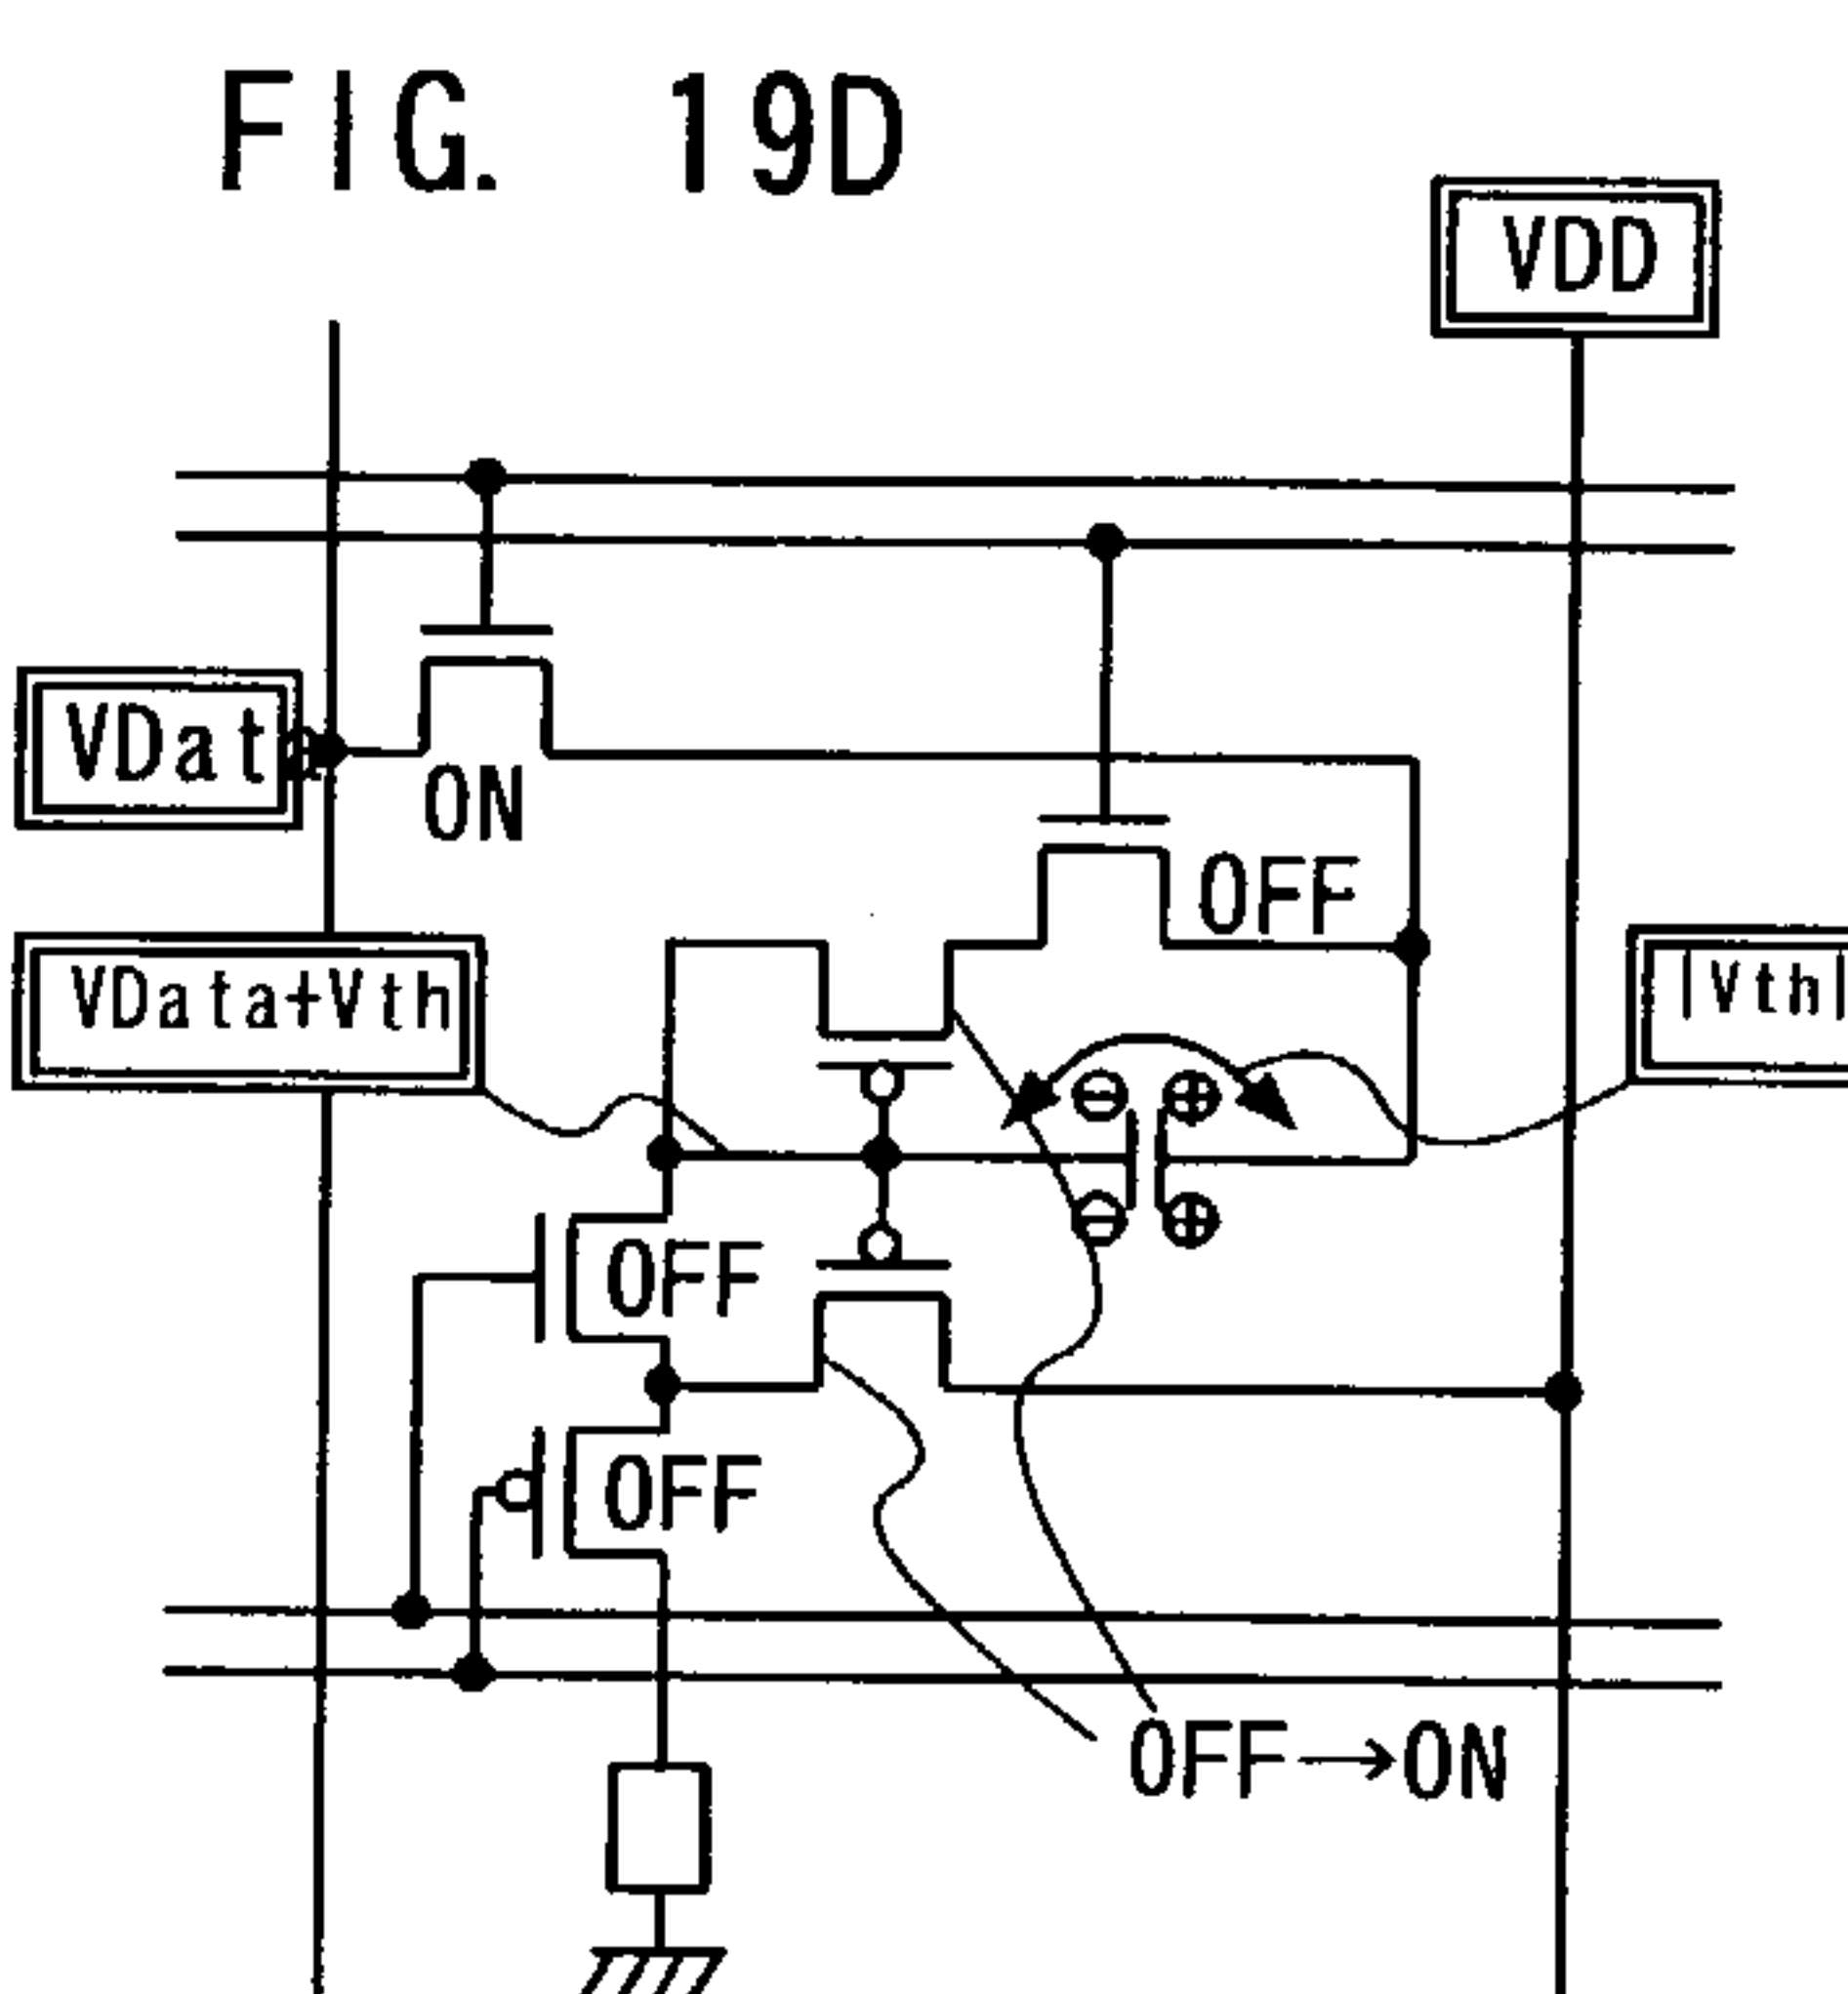 FIG. 19D
VDD
VData
ON
OFF
VData+Vth
|Vth|
OFF
OFF
OFF→ON